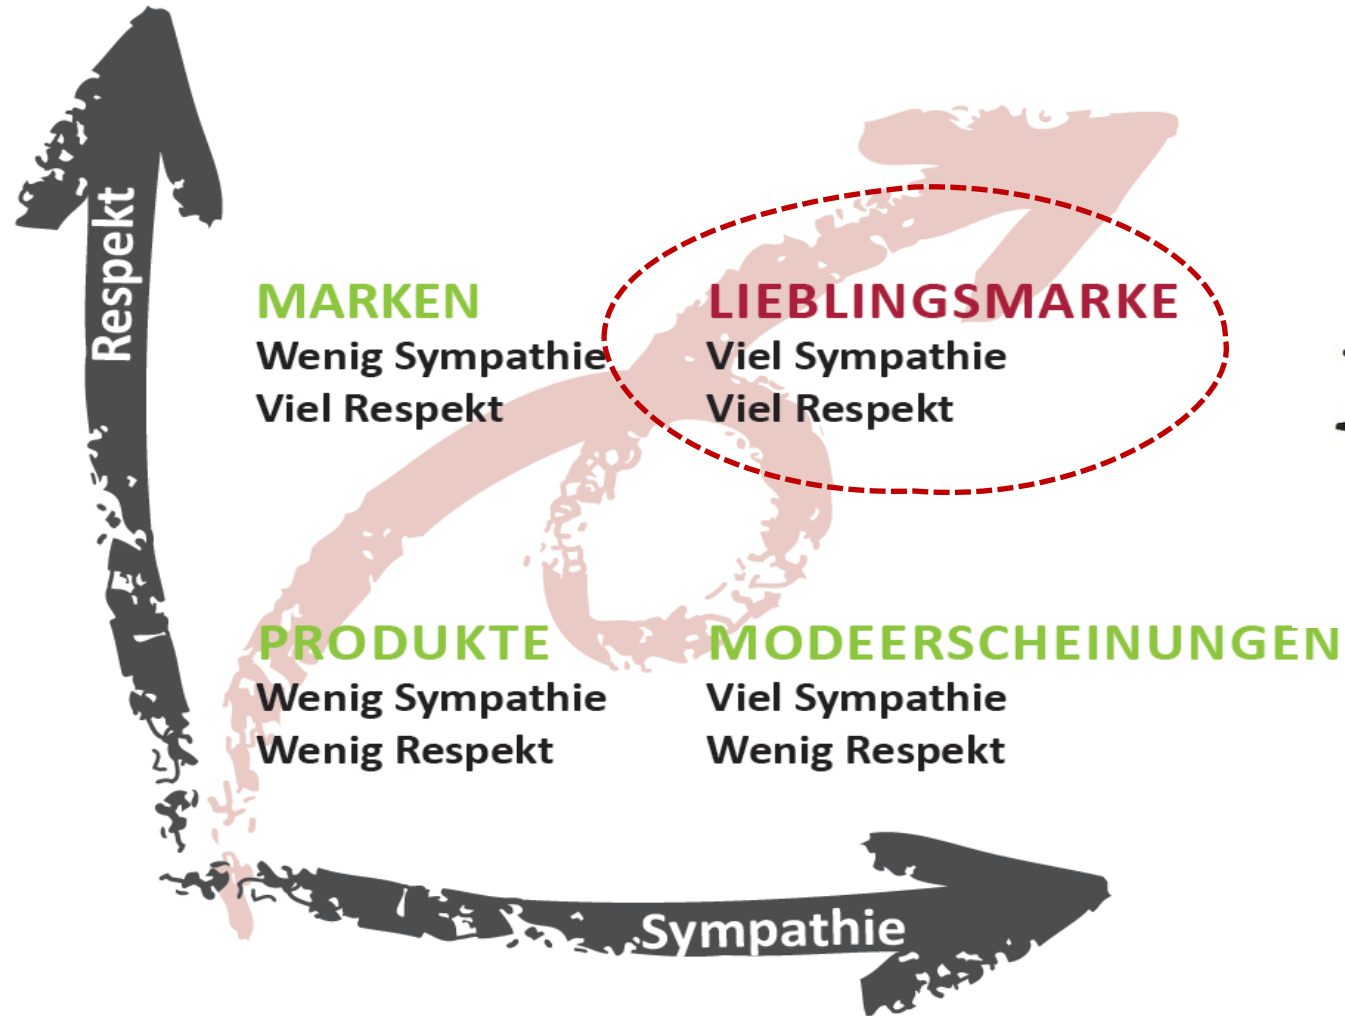 Respekt
MARKEN
Wenig Sympathie
Viel Respekt
LIEBLINGSMARKE
Viel Sympathie
Viel Respekt
PRODUKTE
Wenig Sympathie
Wenig Respekt
MODEERSCHEINUNGEN
Viel Sympathie
Wenig Respekt
Sympathie